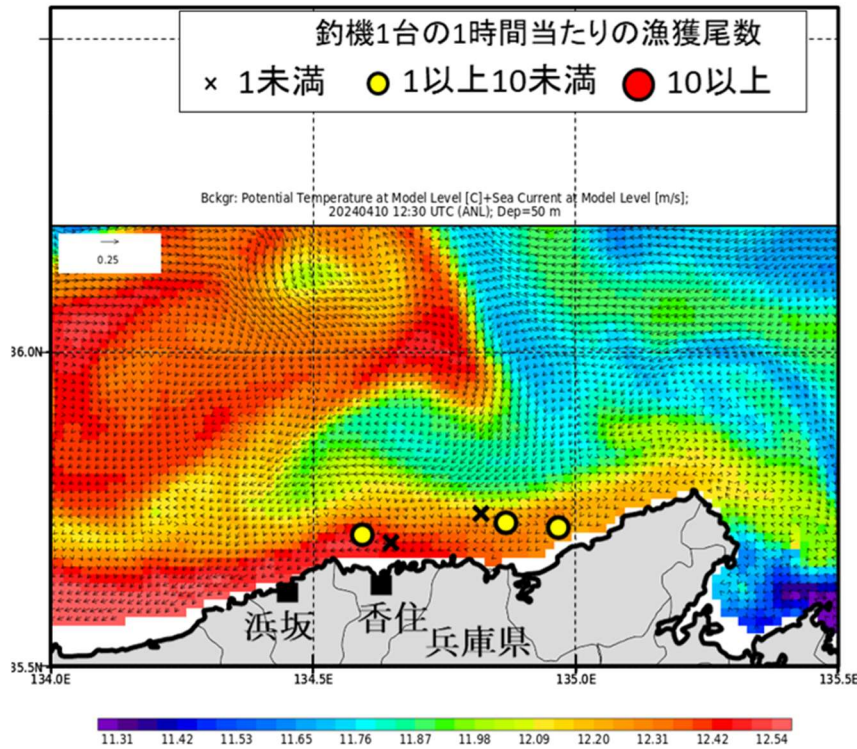 釣機1台の1時間当たりの漁獲尾数
× 1未満 1以上10未満 10以上
Bckgr: Potential Temperature at Model Level [C]+Sea Current at Model Level [m/s];
20240410 12:30 UTC (ANL); Dep=50 m
0.25
36.0N
浜坂 香住 兵庫県
35.5N
134.0E 134.5E 135.0E 135.5E
11.31 11.42 11.53 11.65 11.76 11.87 11.98 12.09 12.20 12.31 12.42 12.54